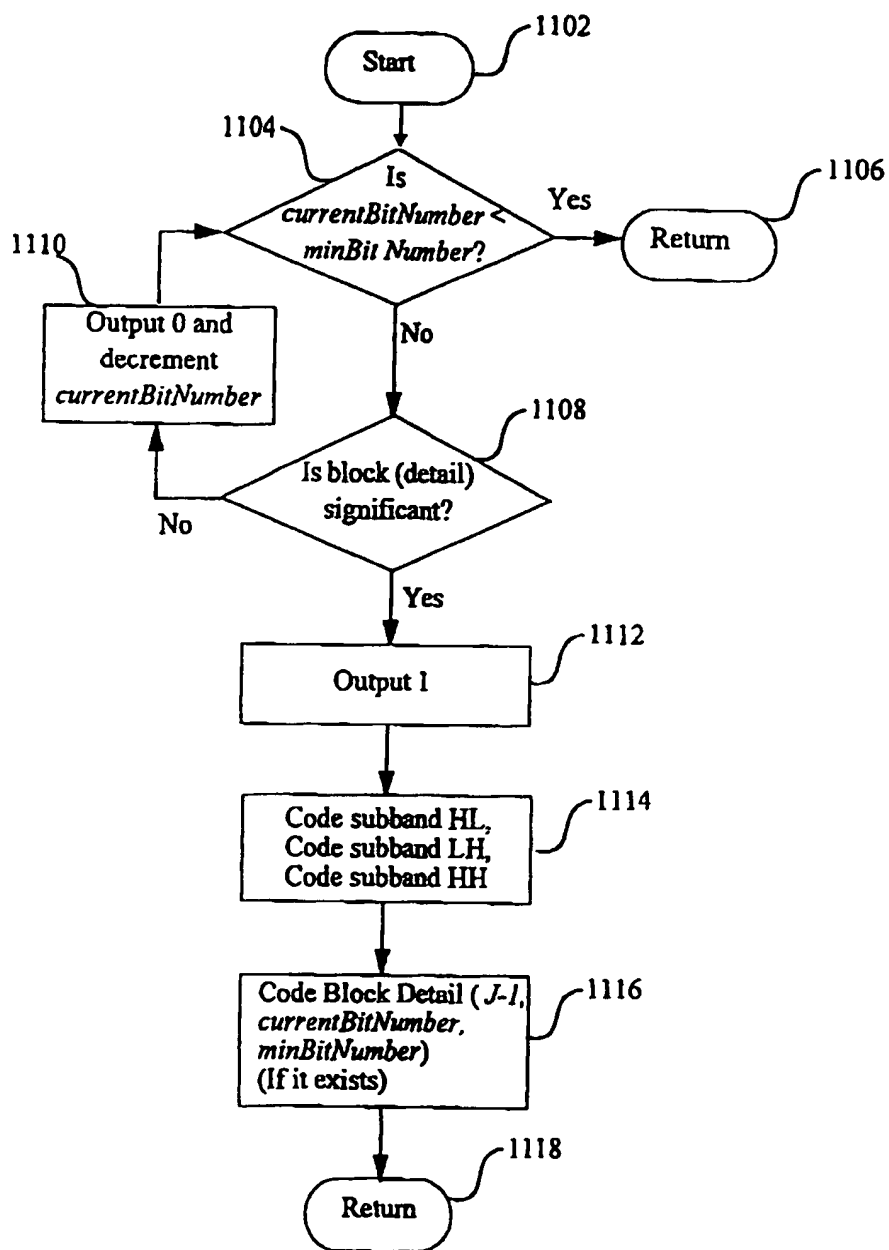 1102
Start
1104
Is
currentBitNumber <
minBit Number?
Yes
1106
Return
1110
Output 0 and
decrement
currentBitNumber
No
1108
Is block (detail)
significant?
No
Yes
1112
Output 1
1114
Code subband HL,
Code subband LH,
Code subband HH
1116
Code Block Detail ( J-1,
currentBitNumber,
minBitNumber)
(If it exists)
1118
Return